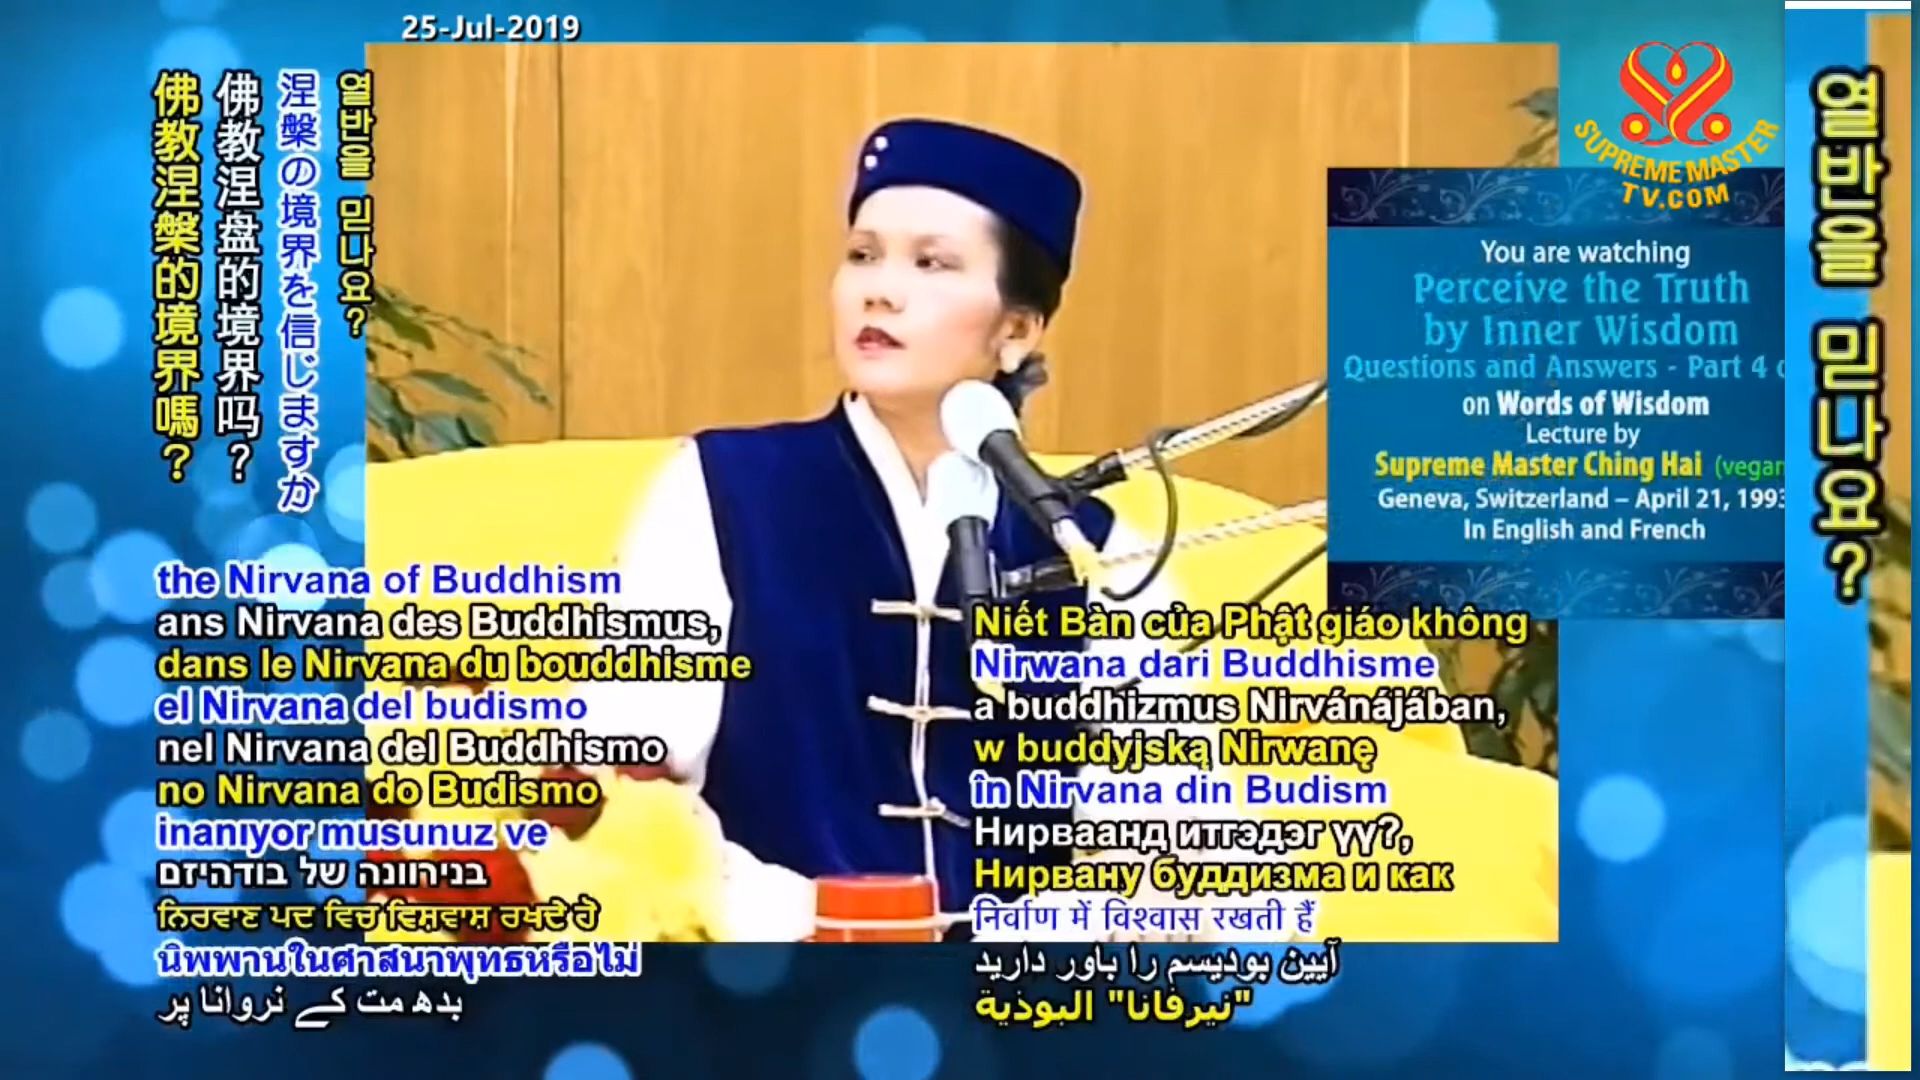 25-Jul-2019
佛教涅槃的境界嗎？
佛教涅盘的境界吗？
涅槃の境界を信じますか
열반을 믿나요?
SUPREME MASTER
TV.COM
You are watching
Perceive the Truth
by Inner Wisdom
Questions and Answers - Part 4
on Words of Wisdom
Lecture by
Supreme Master Ching Hai (vegan
Geneva, Switzerland – April 21, 1993
In English and French
열반을 믿나요?
the Nirvana of Buddhism
ans Nirvana des Buddhismus,
dans le Nirvana du bouddhisme
el Nirvana del budismo
nel Nirvana del Buddhismo
no Nirvana do Budismo
inanıyor musunuz ve
בנירוונה של בודהיזם
ਨਿਰਵਾਣ ਪਦ ਵਿਚ ਵਿਸ਼ਵਾਸ਼ ਰਖਦੇ ਹੋ
นิพพานในศาสนาพุทธหรือไม่
بدھ مت کے نروانا پر
Niết Bàn của Phật giáo không
Nirwana dari Buddhisme
a buddhizmus Nirvánájában,
w buddyjską Nirwanę
în Nirvana din Budism
Нирваанд итгэдэг үү?,
Нирвану буддизма и как
निर्वाण में विश्वास रखती हैं
آیین بودیسم را باور دارید
"نيرفانا" البوذية